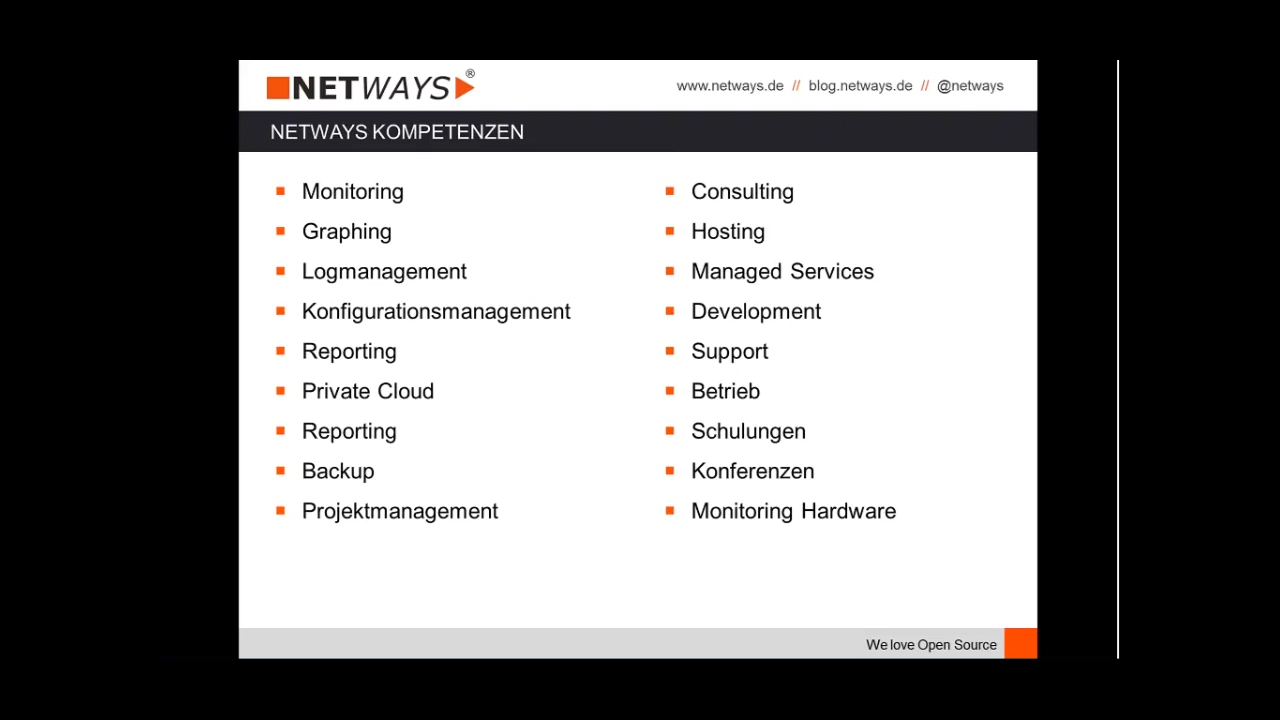 NETWAYS®
www.netways.de // blog.netways.de // @netways
NETWAYS KOMPETENZEN
Monitoring
Graphing
Logmanagement
Konfigurationsmanagement
Reporting
Private Cloud
Reporting
Backup
Projektmanagement
Consulting
Hosting
Managed Services
Development
Support
Betrieb
Schulungen
Konferenzen
Monitoring Hardware
We love Open Source